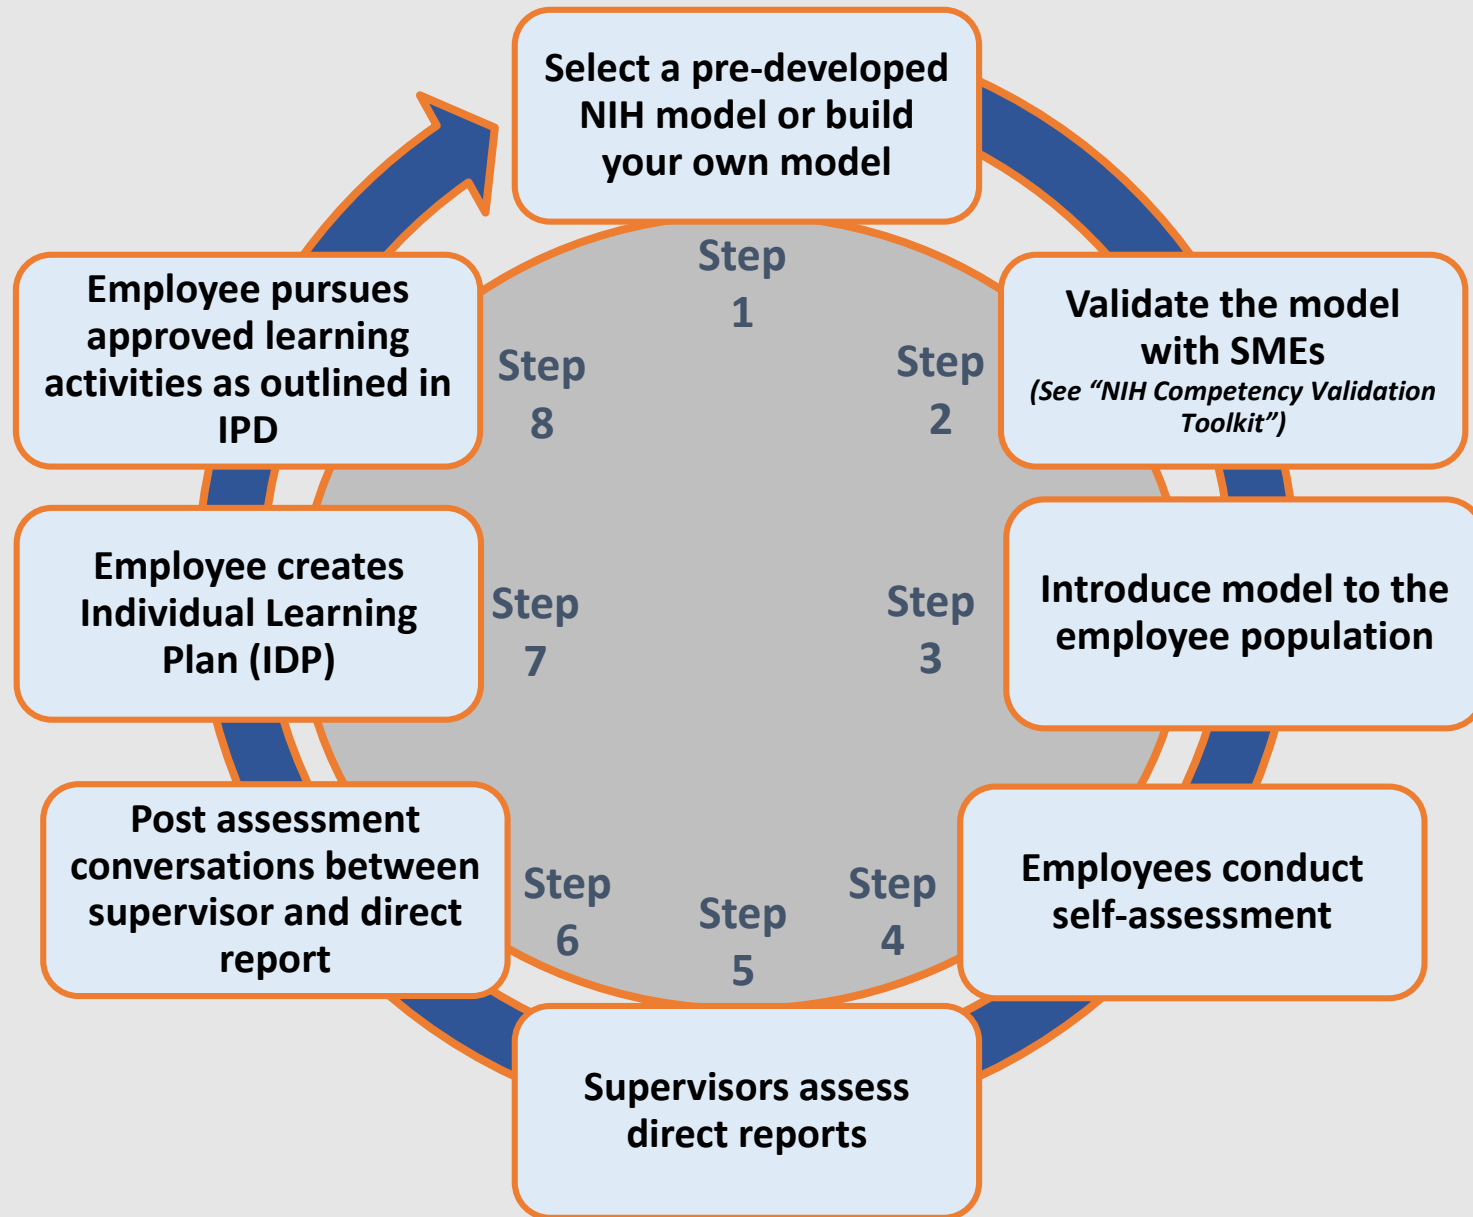 Select a pre-developed
NIH model or build
your own model
Step
1
Validate the model
with SMEs
(See “NIH Competency Validation
Toolkit”)
Step
2
Introduce model to the
employee population
Step
3
Employees conduct
self-assessment
Step
4
Supervisors assess
direct reports
Step
5
Post assessment
conversations between
supervisor and direct
report
Step
6
Employee creates
Individual Learning
Plan (IDP)
Step
7
Employee pursues
approved learning
activities as outlined in
IPD
Step
8